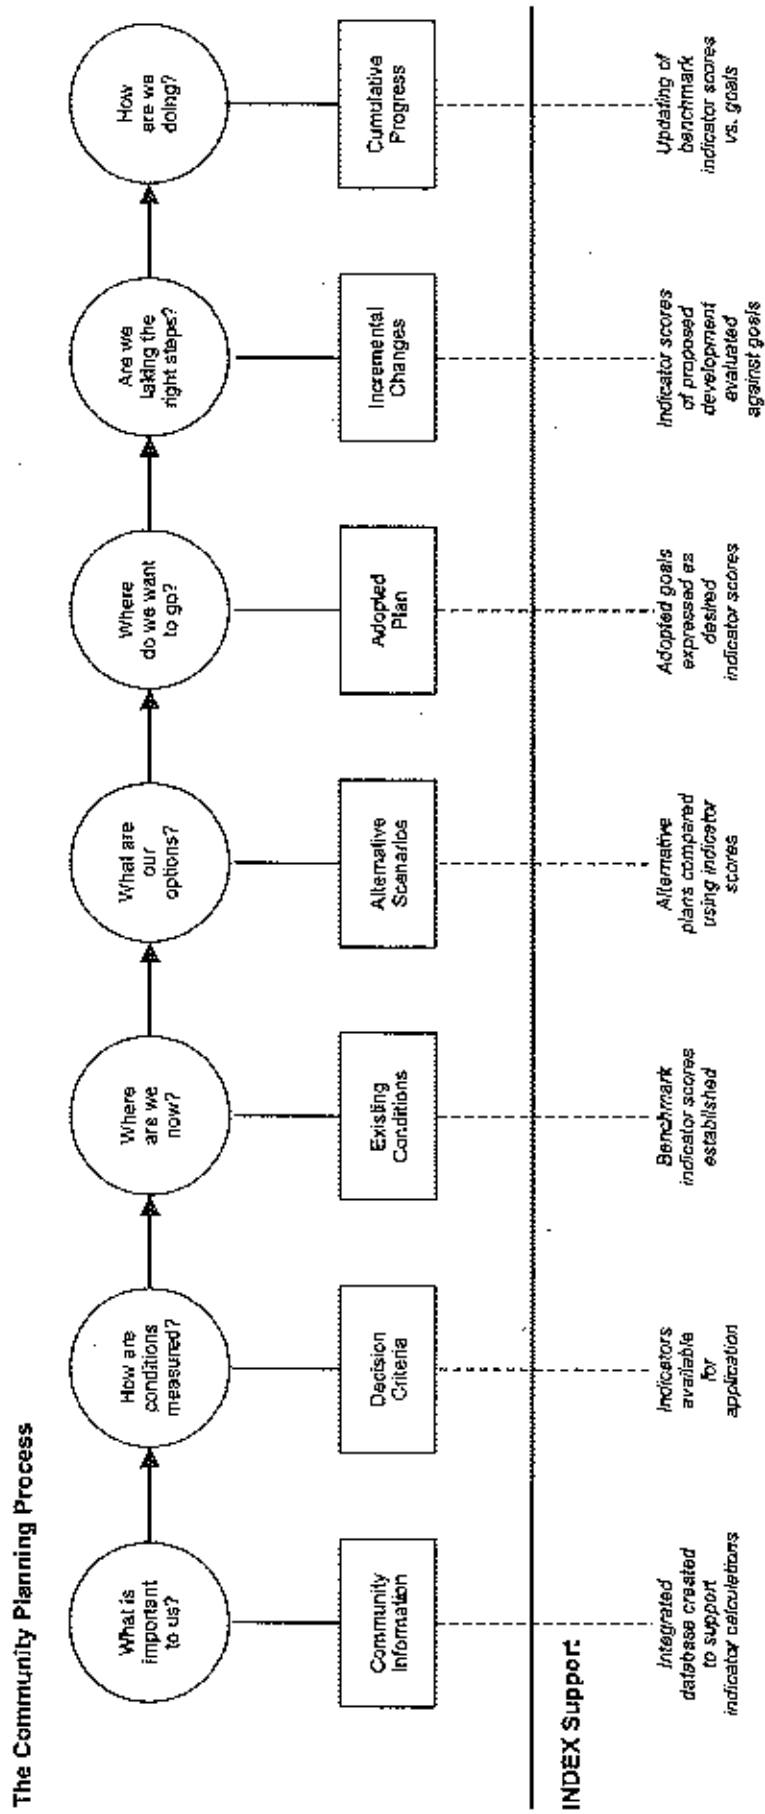 The Community Planning Process
What is
important
to us?
How are
conditions
measured?
Where
are we
now?
What are
our
options?
Where
do we want
to go?
Are we
taking the
right steps?
How
are we
doing?
Community
Information
Decision
Criteria
Existing
Conditions
Alternative
Scenarios
Adopted
Plan
Incremental
Changes
Cumulative
Progress
INDEX Support
Integrated
database created
to support
indicator calculations
Indicators
available
for
application
Benchmark
indicator scores
established
Alternative
plans compared
using indicator
scores
Adopted goals
expressed as
desired
indicator scores
Indicator scores
of proposed
development
evaluated
against goals
Updating of
benchmark
indicator scores
vs. goals